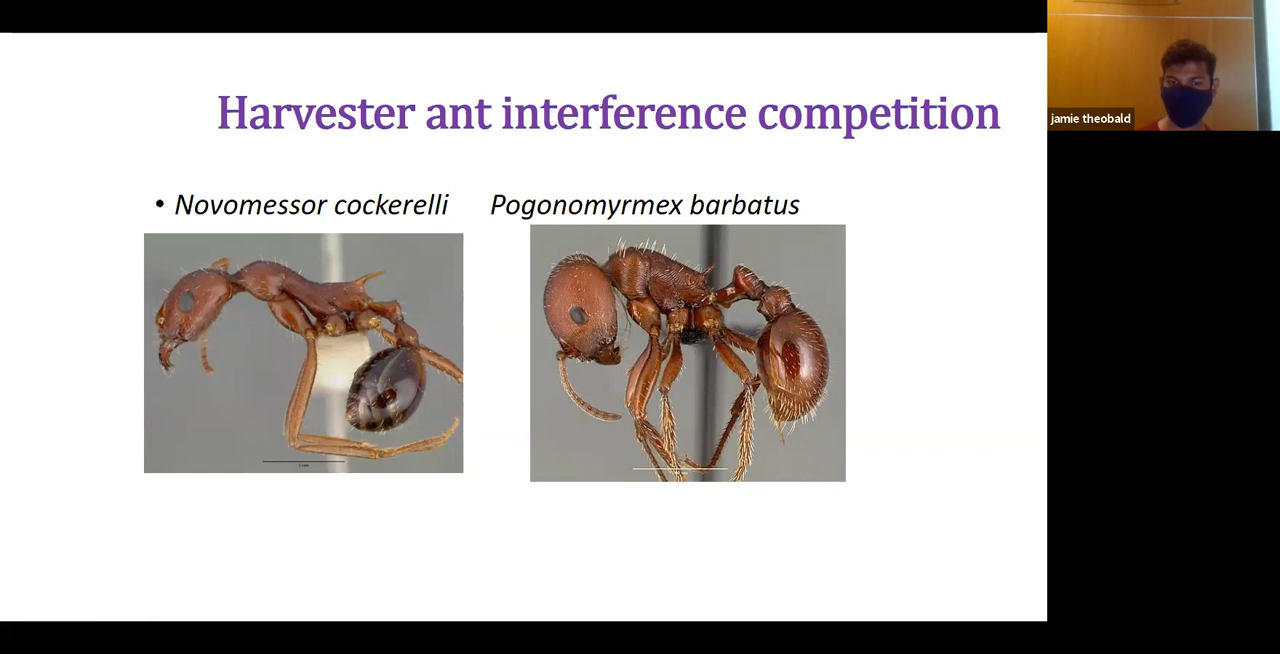 Harvester ant interference competition
jamie theobald
• Novomessor cockerelli Pogonomyrmex barbatus